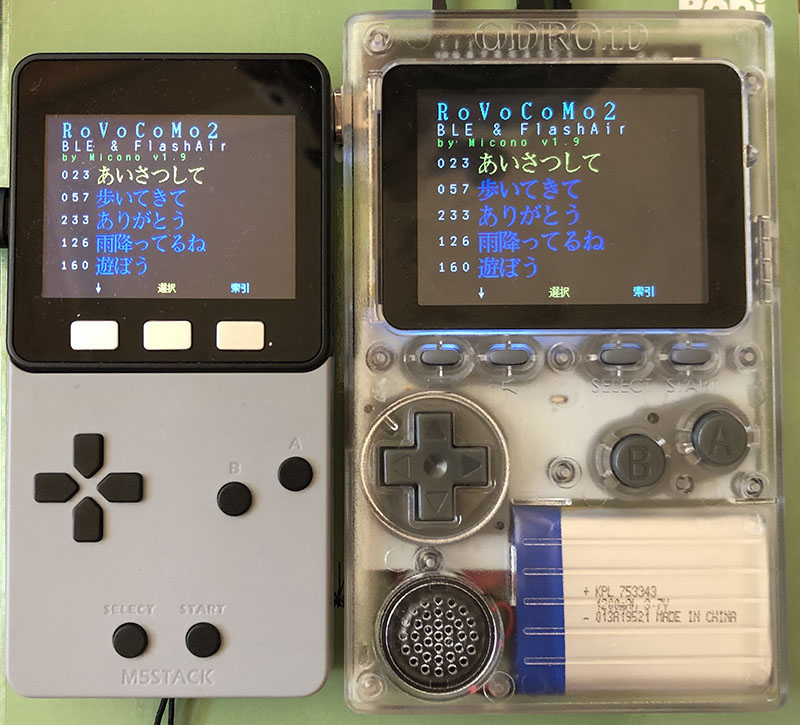 RoVoCoMo2
BLE & FlashAir
by Micono v1.9
023 あいさつして
057 歩いてきて
233 ありがとう
126 雨降ってるね
160 遊ぼう
↓ 選択 索引
B A
SELECT START
M5STACK
ODROID
RoVoCoMo2
BLE & FlashAir
by Micono v1.9
023 あいさつして
057 歩いてきて
233 ありがとう
126 雨降ってるね
160 遊ぼう
↓ 選択 索引
SELECT START
B A
+ KPL 753343
1200mAh 3.7V
- 013A19521 MADE IN CHINA